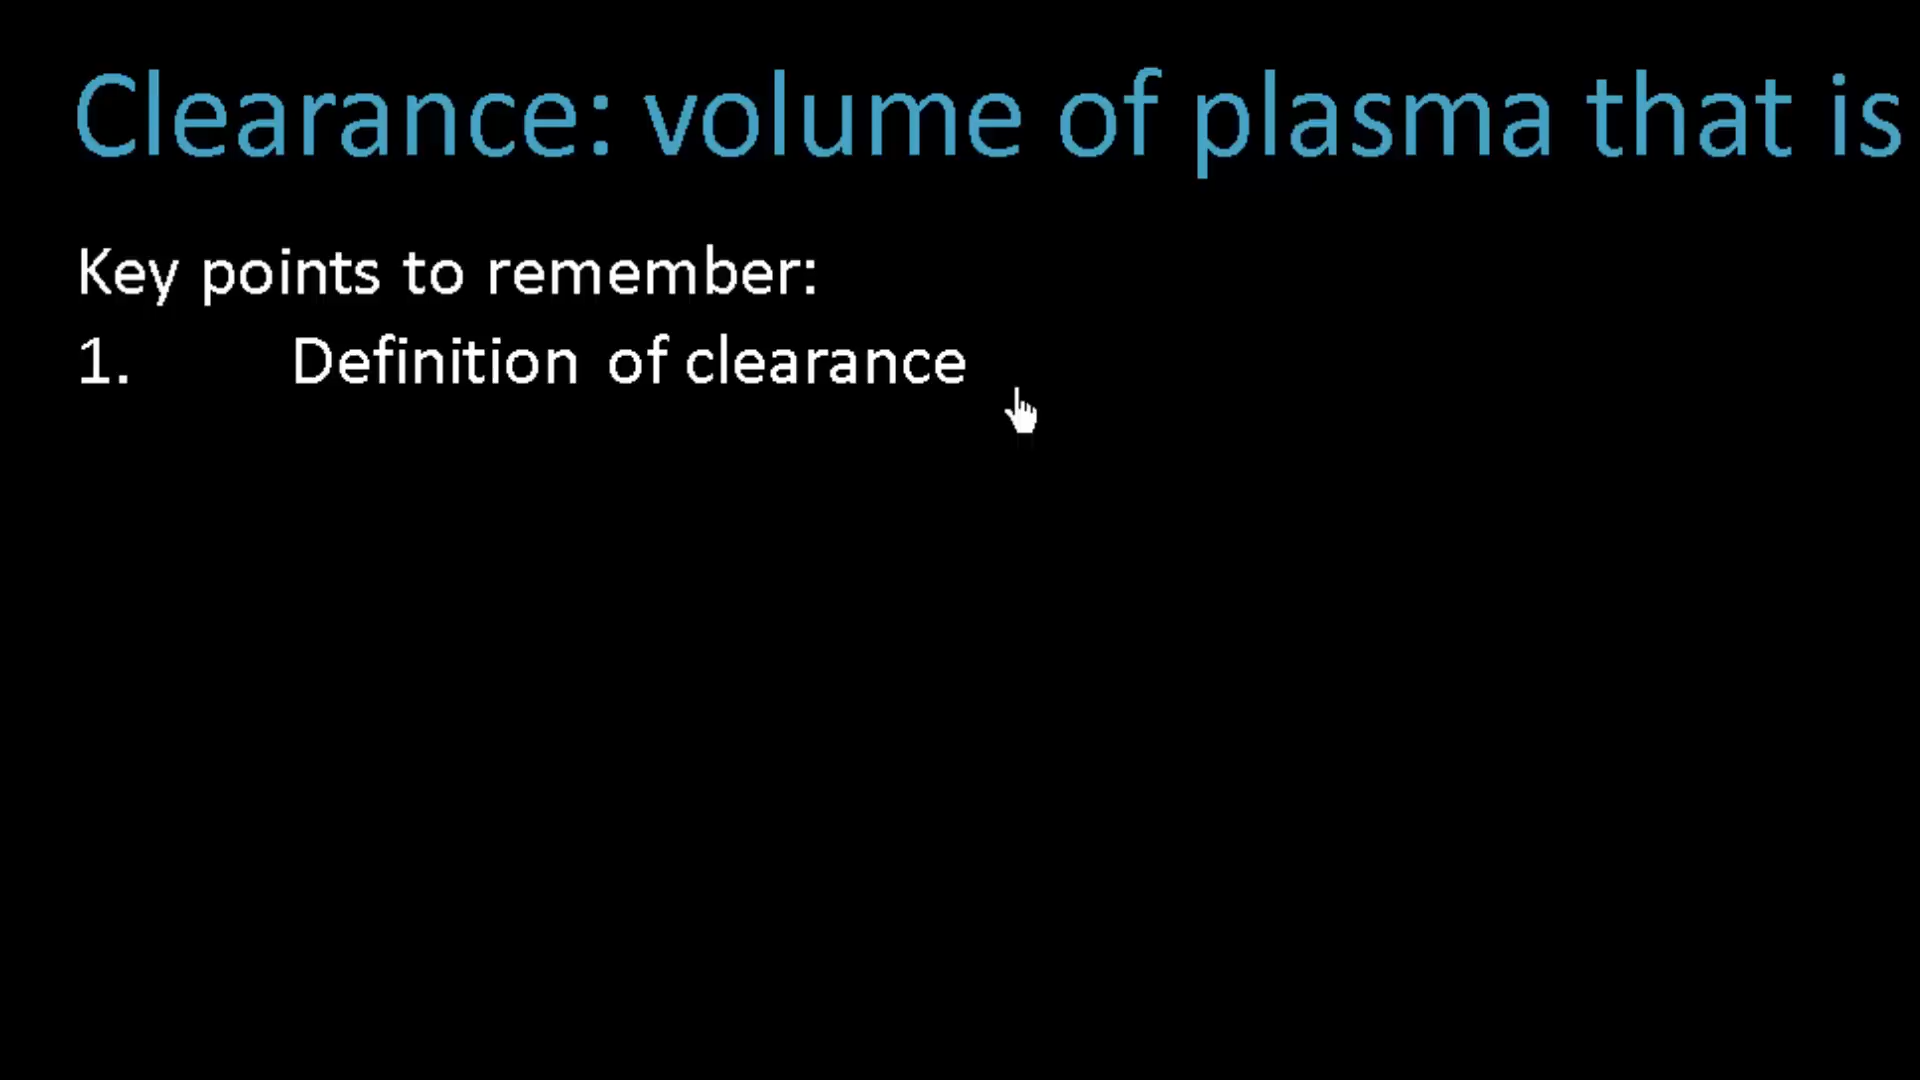 Clearance: volume of plasma that is
Key points to remember:
1. Definition of clearance